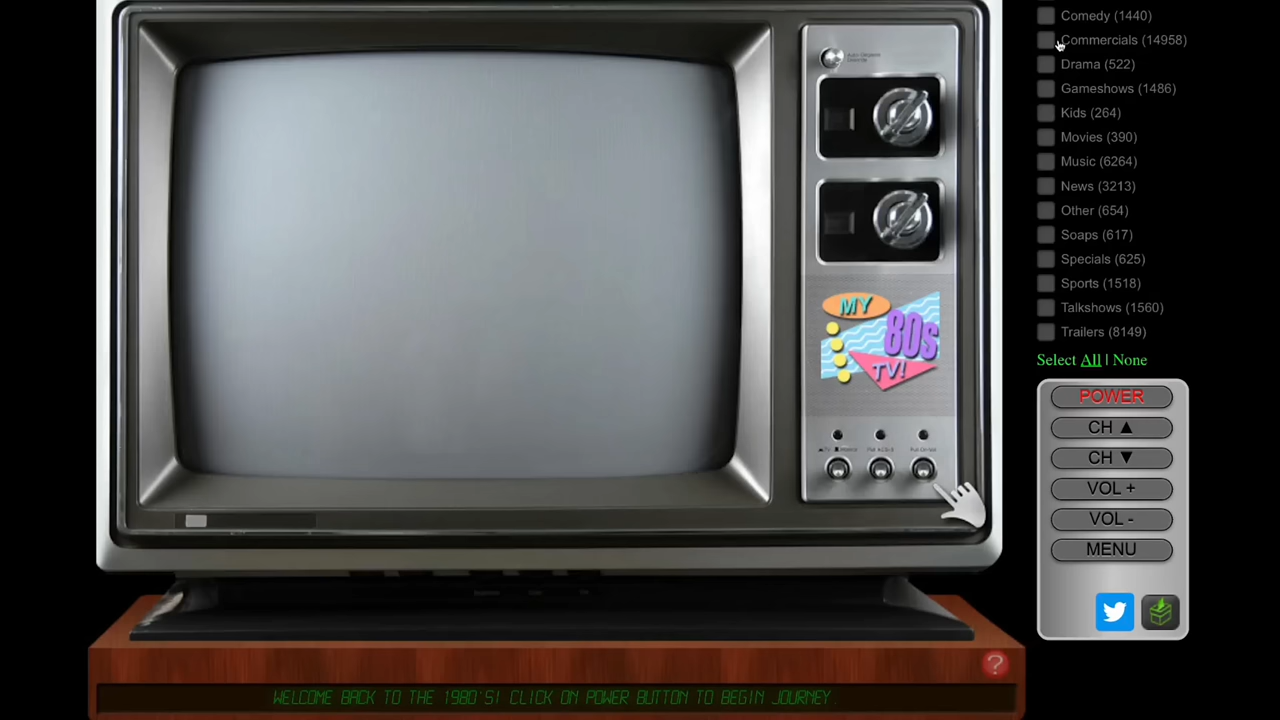 Comedy (1440)
Commercials (14958)
Drama (522)
Gameshows (1486)
Kids (264)
Movies (390)
Music (6264)
News (3213)
Other (654)
Soaps (617)
Specials (625)
Sports (1518)
Talkshows (1560)
Trailers (8149)
Select All | None
MY
80s
TV!
POWER
CH ▲
CH ▼
VOL +
VOL -
MENU
?
WELCOME BACK TO THE 1980'S! CLICK ON POWER BUTTON TO BEGIN JOURNEY.